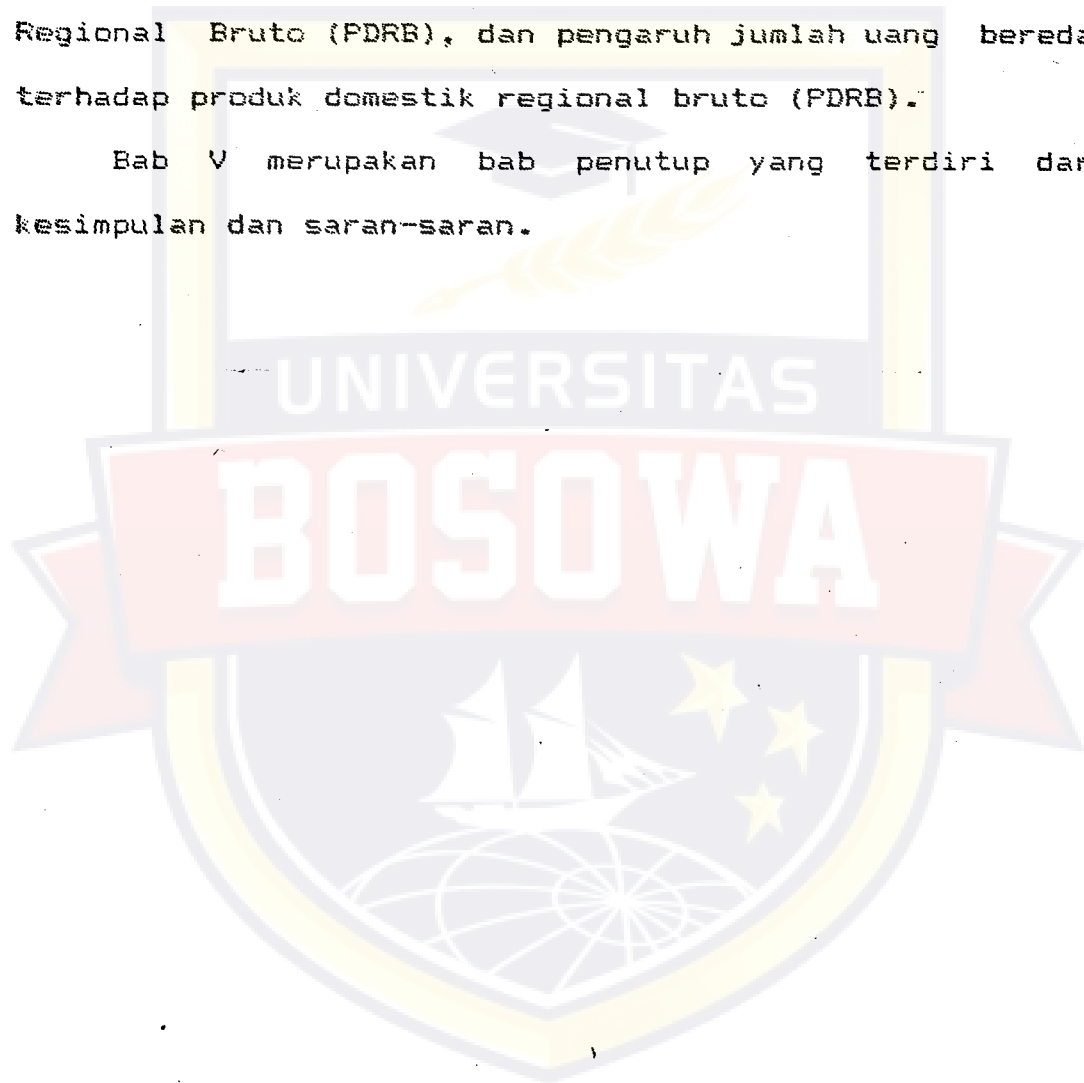 Regional Bruto (PDRB), dan pengaruh jumlah uang bereda
terhadap produk domestik regional bruto (PDRB).
Bab V merupakan bab penutup yang terdiri dar
kesimpulan dan saran-saran.
UNIVERSITAS
BOSOWA